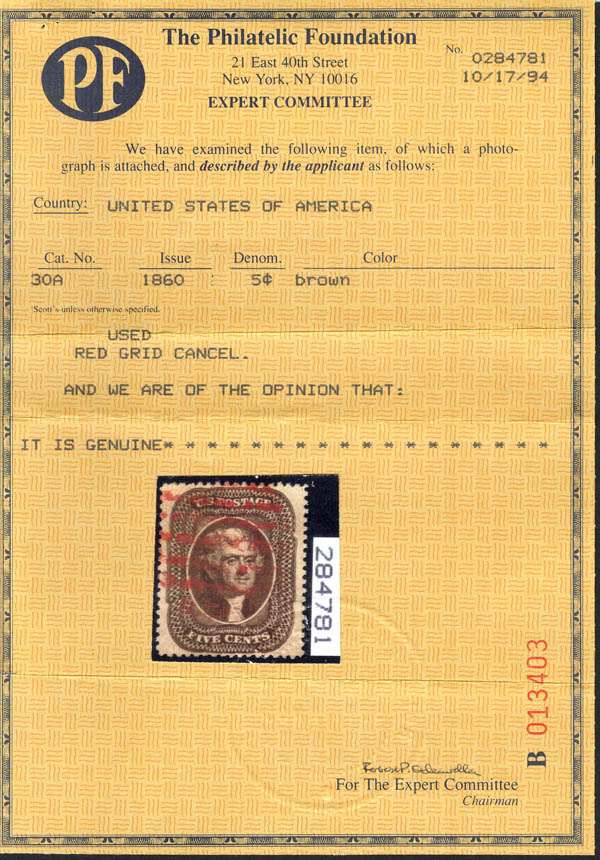 PF
The Philatelic Foundation
21 East 40th Street
New York, NY 10016
EXPERT COMMITTEE
No. 0284781
10/17/94
We have examined the following item, of which a photo-
graph is attached, and described by the applicant as follows:
Country: UNITED STATES OF AMERICA
Cat. No. Issue Denom. Color
30A 1860 5¢ brown
Scott's unless otherwise specified.
USED
RED GRID CANCEL.
AND WE ARE OF THE OPINION THAT:
IT IS GENUINE* * * * * * * * * * * * * * * * * *
U.S. POSTAGE
FIVE CENTS
284781
B 013403
For The Expert Committee
Chairman